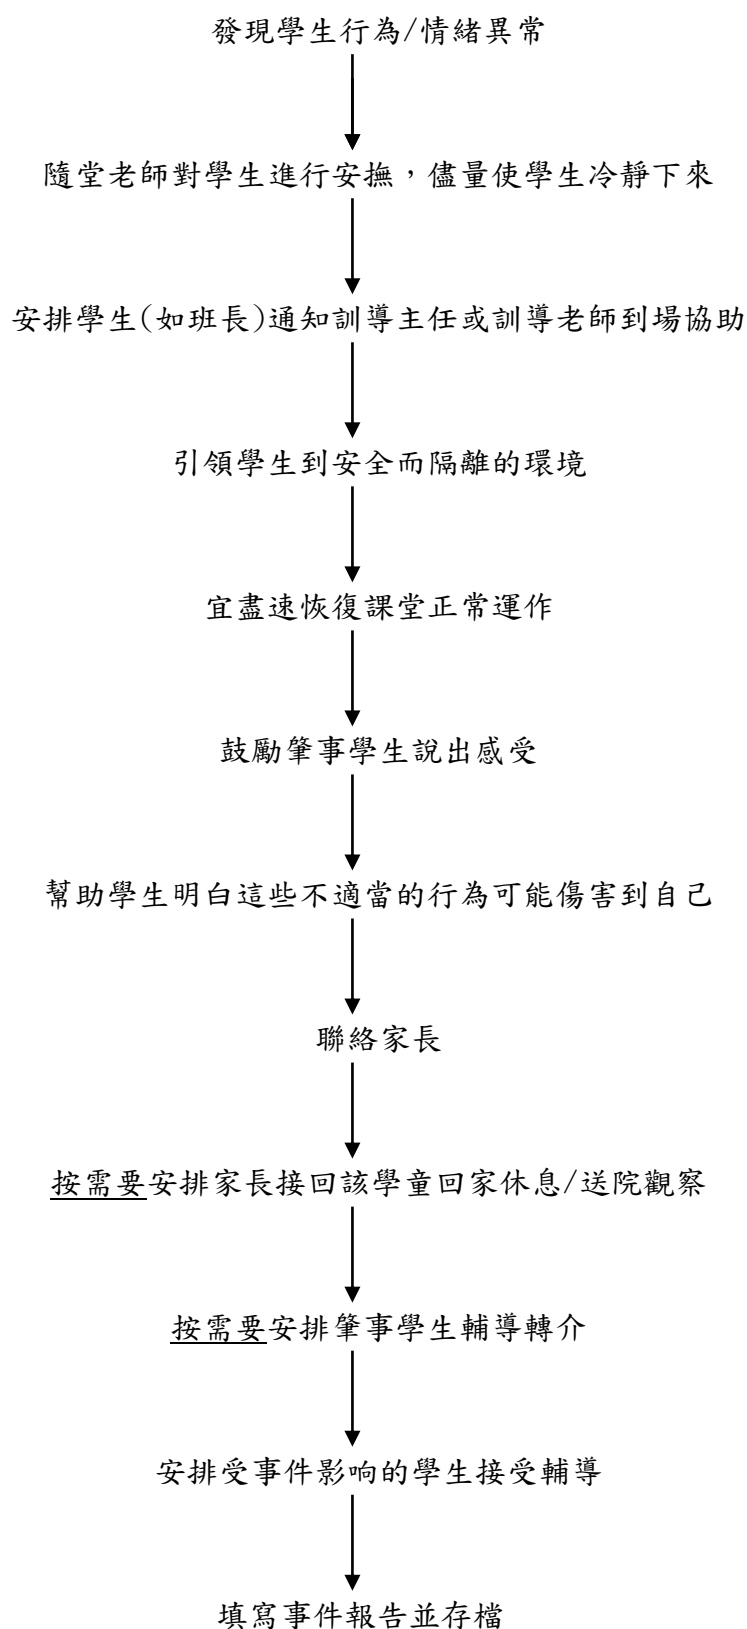 發現學生行為/情緒異常
隨堂老師對學生進行安撫，儘量使學生冷靜下來
安排學生(如班長)通知訓導主任或訓導老師到場協助
引領學生到安全而隔離的環境
宜盡速恢復課堂正常運作
鼓勵肇事學生說出感受
幫助學生明白這些不適當的行為可能傷害到自己
聯絡家長
按需要安排家長接回該學童回家休息/送院觀察
按需要安排肇事學生輔導轉介
安排受事件影响的學生接受輔導
填寫事件報告並存檔